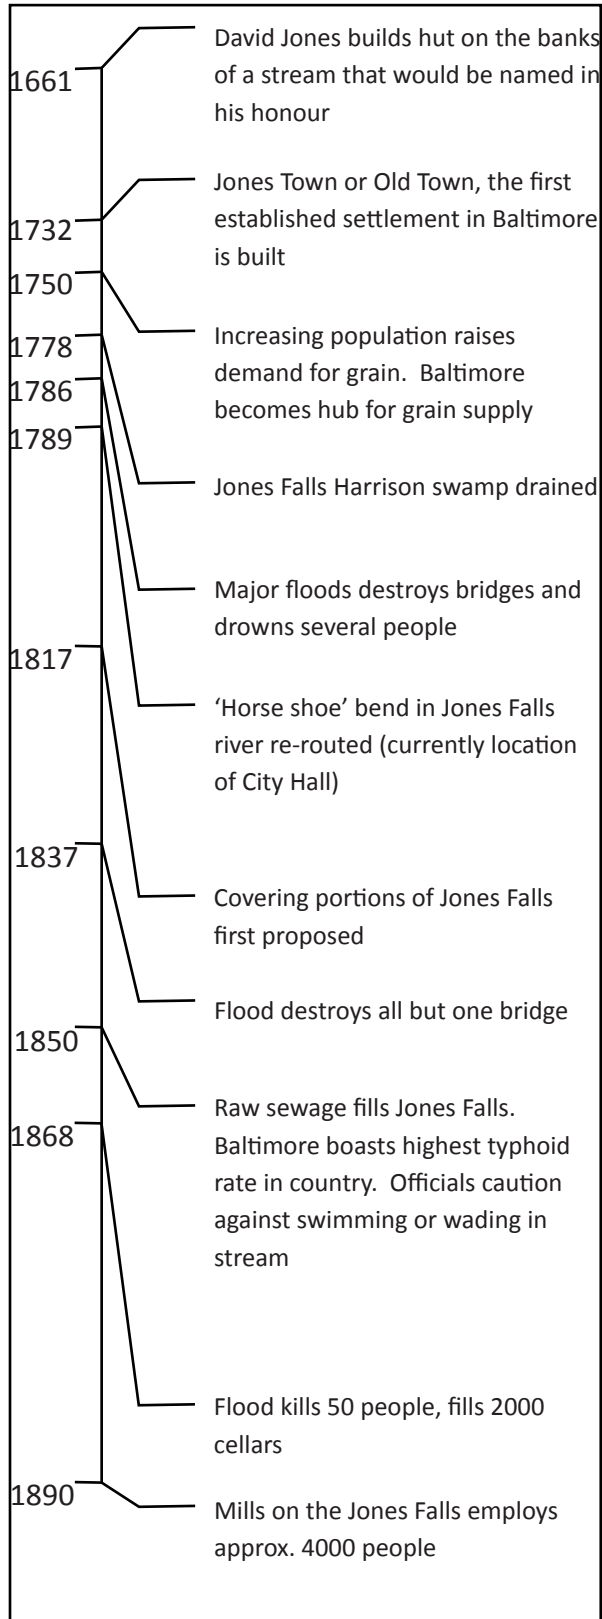 1661
David Jones builds hut on the banks
of a stream that would be named in
his honour
1732
Jones Town or Old Town, the first
established settlement in Baltimore
is built
1750
Increasing population raises
demand for grain.  Baltimore
becomes hub for grain supply
1778
Jones Falls Harrison swamp drained
1786
Major floods destroys bridges and
drowns several people
1789
‘Horse shoe’ bend in Jones Falls
river re-routed (currently location
of City Hall)
1817
Covering portions of Jones Falls
first proposed
1837
Flood destroys all but one bridge
1850
Raw sewage fills Jones Falls.
Baltimore boasts highest typhoid
rate in country.  Officials caution
against swimming or wading in
stream
1868
Flood kills 50 people, fills 2000
cellars
1890
Mills on the Jones Falls employs
approx. 4000 people